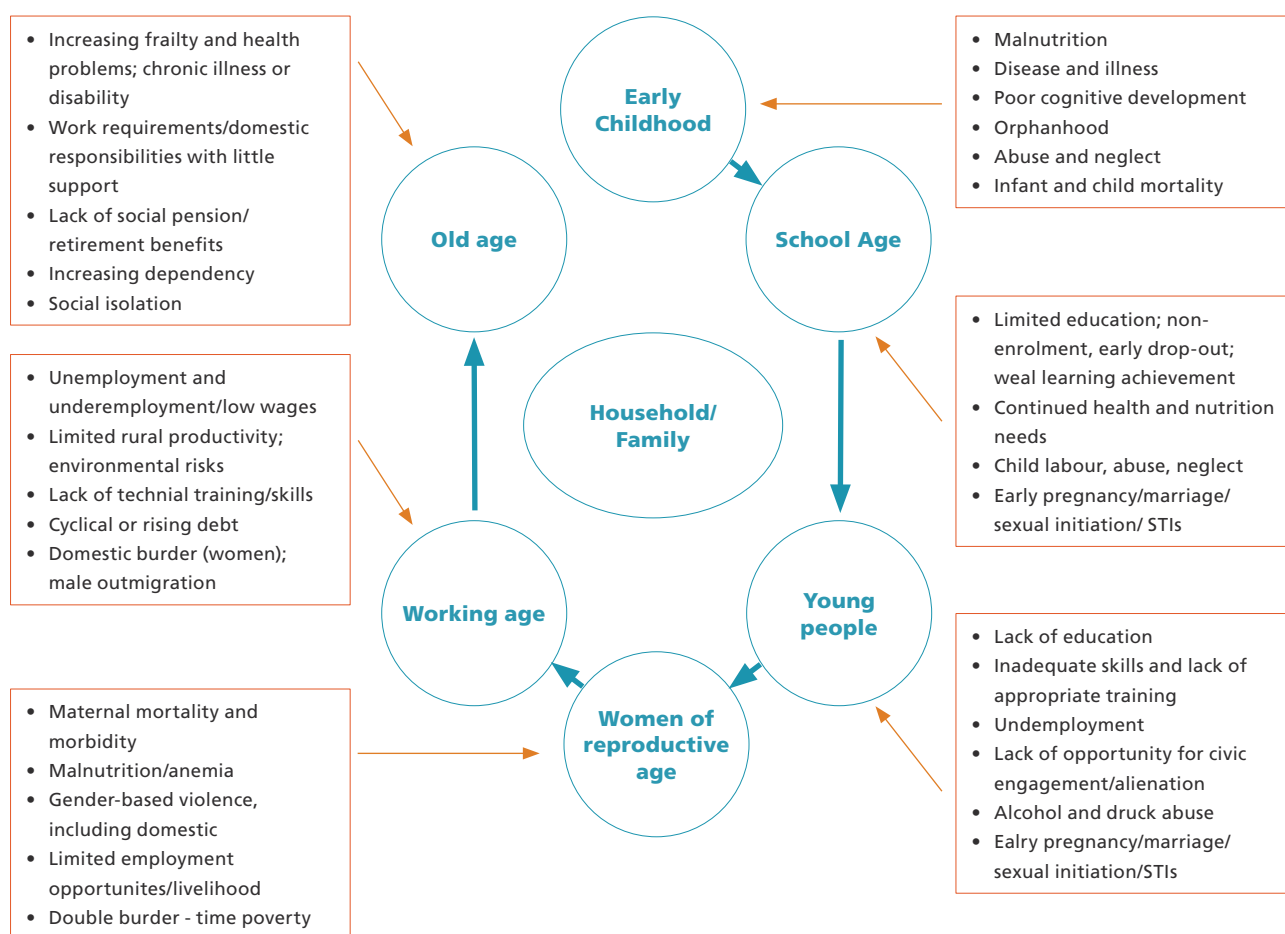 • Increasing frailty and health
problems; chronic illness or
disability
• Work requirements/domestic
responsibilities with little
support
• Lack of social pension/
retirement benefits
• Increasing dependency
• Social isolation
Early
Childhood
• Malnutrition
• Disease and illness
• Poor cognitive development
• Orphanhood
• Abuse and neglect
• Infant and child mortality
Old age
School Age
• Unemployment and
underemployment/low wages
• Limited rural productivity;
environmental risks
• Lack of technial training/skills
• Cyclical or rising debt
• Domestic burder (women);
male outmigration
Household/
Family
• Limited education; non-
enrolment, early drop-out;
weal learning achievement
• Continued health and nutrition
needs
• Child labour, abuse, neglect
• Early pregnancy/marriage/
sexual initiation/ STIs
Working age
Young
people
• Maternal mortality and
morbidity
• Malnutrition/anemia
• Gender-based violence,
including domestic
• Limited employment
opportunites/livelihood
• Double burder - time poverty
Women of
reproductive
age
• Lack of education
• Inadequate skills and lack of
appropriate training
• Undemployment
• Lack of opportunity for civic
engagement/alienation
• Alcohol and druck abuse
• Ealry pregnancy/marriage/
sexual initiation/STIs